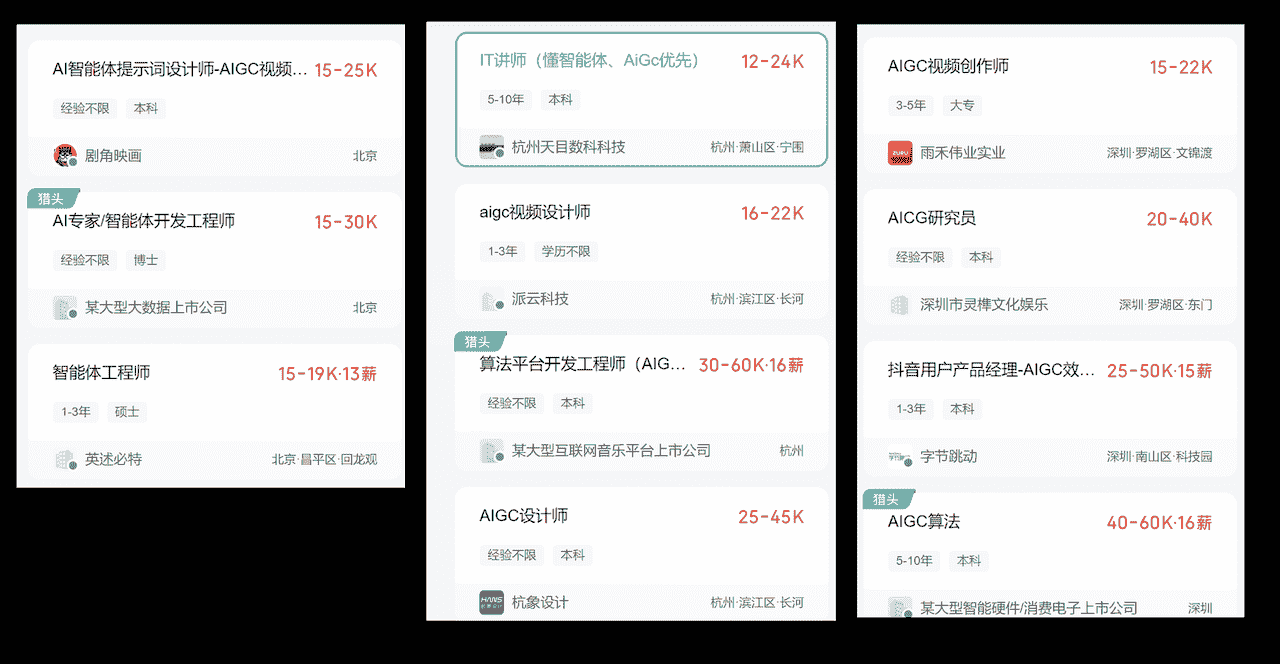 AI智能体提示词设计师-AIGC视频... 15-25K
经验不限 本科
剧角映画 北京
猎头
AI专家/智能体开发工程师 15-30K
经验不限 博士
某大型大数据上市公司 北京
智能体工程师 15-19K·13薪
1-3年 硕士
英述必特 北京·昌平区·回龙观
IT讲师（懂智能体、AiGc优先） 12-24K
5-10年 本科
杭州天目数科科技 杭州·萧山区·宁围
aigc视频设计师 16-22K
1-3年 学历不限
派云科技 杭州·滨江区·长河
猎头
算法平台开发工程师（AIG... 30-60K·16薪
经验不限 本科
某大型互联网音乐平台上市公司 杭州
AIGC设计师 25-45K
经验不限 本科
HANS
杭象设计 杭州·滨江区·长河
AIGC视频创作师 15-22K
3-5年 大专
雨禾伟业实业 深圳·罗湖区·文锦渡
AICG研究员 20-40K
经验不限 本科
深圳市灵榫文化娱乐 深圳·罗湖区·东门
抖音用户产品经理-AIGC效... 25-50K·15薪
1-3年 本科
字节跳动 深圳·南山区·科技园
猎头
AIGC算法 40-60K·16薪
5-10年 本科
某大型智能硬件/消费电子上市公司 深圳